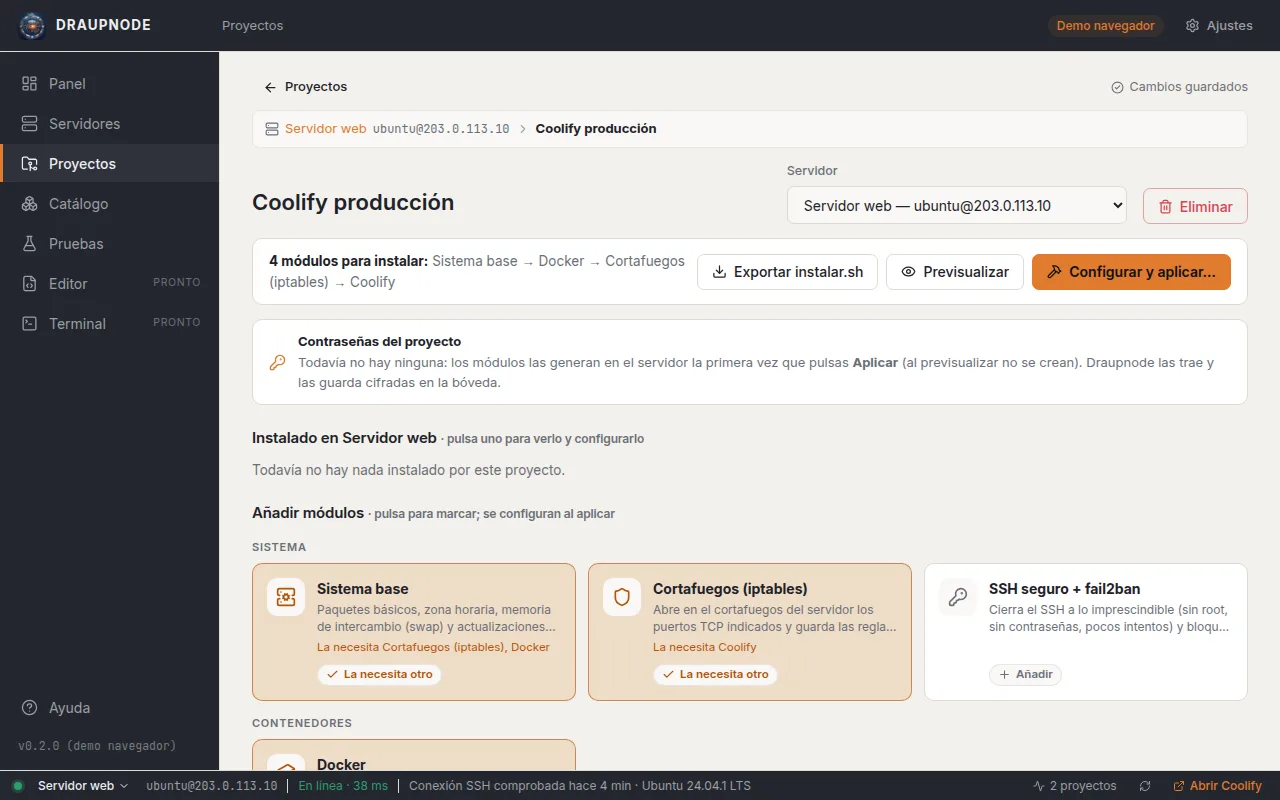 DRAUPNODE
Proyectos
Demo navegador
Ajustes
Panel
Servidores
Proyectos
Catálogo
Pruebas
Editor PRONTO
Terminal PRONTO
Ayuda
v0.2.0 (demo navegador)
← Proyectos
Cambios guardados
Servidor web ubuntu@203.0.113.10 > Coolify producción
Coolify producción
Servidor
Servidor web — ubuntu@203.0.113.10
Eliminar
4 módulos para instalar: Sistema base → Docker → Cortafuegos
(iptables) → Coolify
Exportar instalar.sh
Previsualizar
Configurar y aplicar...
Contraseñas del proyecto
Todavía no hay ninguna: los módulos las generan en el servidor la primera vez que pulsas Aplicar (al previsualizar no se crean). Draupnode las trae y
las guarda cifradas en la bóveda.
Instalado en Servidor web · pulsa uno para verlo y configurarlo
Todavía no hay nada instalado por este proyecto.
Añadir módulos · pulsa para marcar; se configuran al aplicar
SISTEMA
Sistema base
Paquetes básicos, zona horaria, memoria
de intercambio (swap) y actualizaciones...
La necesita Cortafuegos (iptables), Docker
La necesita otro
Cortafuegos (iptables)
Abre en el cortafuegos del servidor los
puertos TCP indicados y guarda las regla...
La necesita Coolify
La necesita otro
SSH seguro + fail2ban
Cierra el SSH a lo imprescindible (sin root,
sin contraseñas, pocos intentos) y bloqu...
+ Añadir
CONTENEDORES
Docker
Servidor web
ubuntu@203.0.113.10
En línea · 38 ms
Conexión SSH comprobada hace 4 min · Ubuntu 24.04.1 LTS
2 proyectos
Abrir Coolify